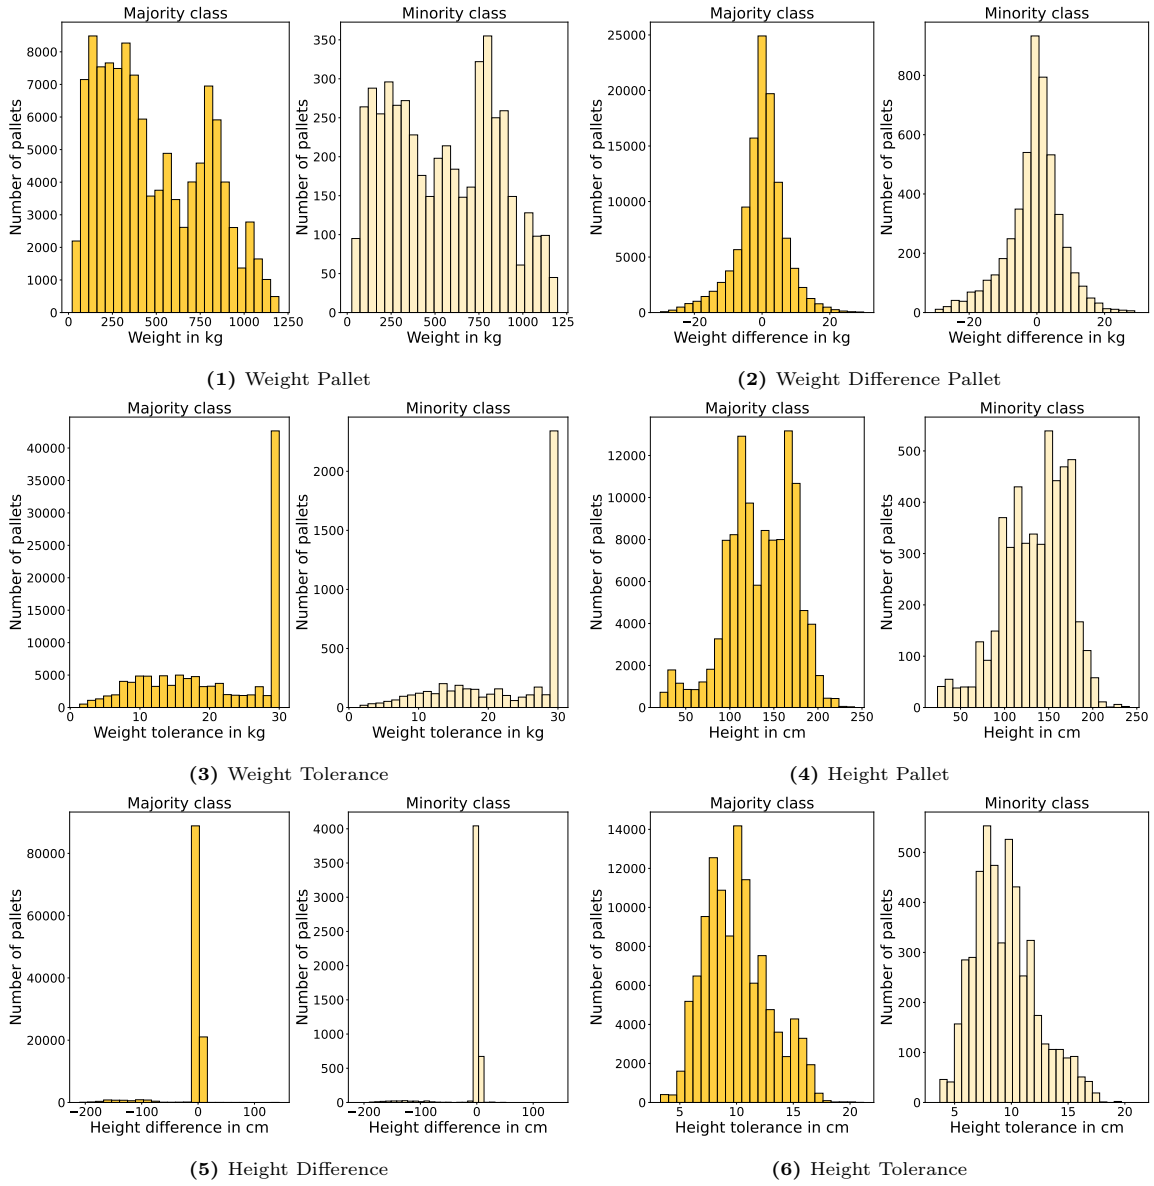 Majority class
Minority class
Number of pallets
8000
7000
6000
5000
4000
3000
2000
1000
0
0 250 500 750 1000 1250
Weight in kg
Number of pallets
350
300
250
200
150
100
50
0
0 250 500 750 1000 125
Weight in kg
(1) Weight Pallet
Majority class
Minority class
Number of pallets
25000
20000
15000
10000
5000
0
−20 0 20
Weight difference in kg
Number of pallets
800
600
400
200
0
−20 0 20
Weight difference in kg
(2) Weight Difference Pallet
Majority class
Minority class
Number of pallets
40000
35000
30000
25000
20000
15000
10000
5000
0
0 10 20 30
Weight tolerance in kg
Number of pallets
2000
1500
1000
500
0
0 10 20 30
Weight tolerance in kg
(3) Weight Tolerance
Majority class
Minority class
Number of pallets
12000
10000
8000
6000
4000
2000
0
50 100 150 200 250
Height in cm
Number of pallets
500
400
300
200
100
0
50 100 150 200 250
Height in cm
(4) Height Pallet
Majority class
Minority class
Number of pallets
80000
60000
40000
20000
0
−200 −100 0 100
Height difference in cm
Number of pallets
4000
3500
3000
2500
2000
1500
1000
500
0
−200 −100 0 100
Height difference in cm
(5) Height Difference
Majority class
Minority class
Number of pallets
14000
12000
10000
8000
6000
4000
2000
0
5 10 15 20
Height tolerance in cm
Number of pallets
500
400
300
200
100
0
5 10 15 20
Height tolerance in cm
(6) Height Tolerance